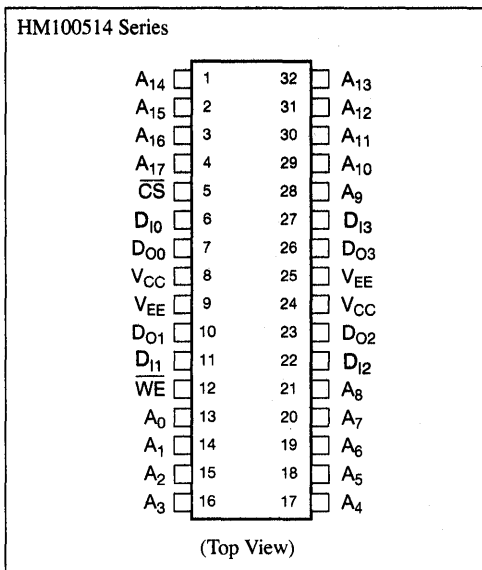 HM100514 Series
A14 1 32 A13
A15 2 31 A12
A16 3 30 A11
A17 4 29 A10
C̅S̅ 5 28 A9
DI0 6 27 DI3
DO0 7 26 DO3
VCC 8 25 VEE
VEE 9 24 VCC
DO1 10 23 DO2
DI1 11 22 DI2
W̅E̅ 12 21 A8
A0 13 20 A7
A1 14 19 A6
A2 15 18 A5
A3 16 17 A4
(Top View)